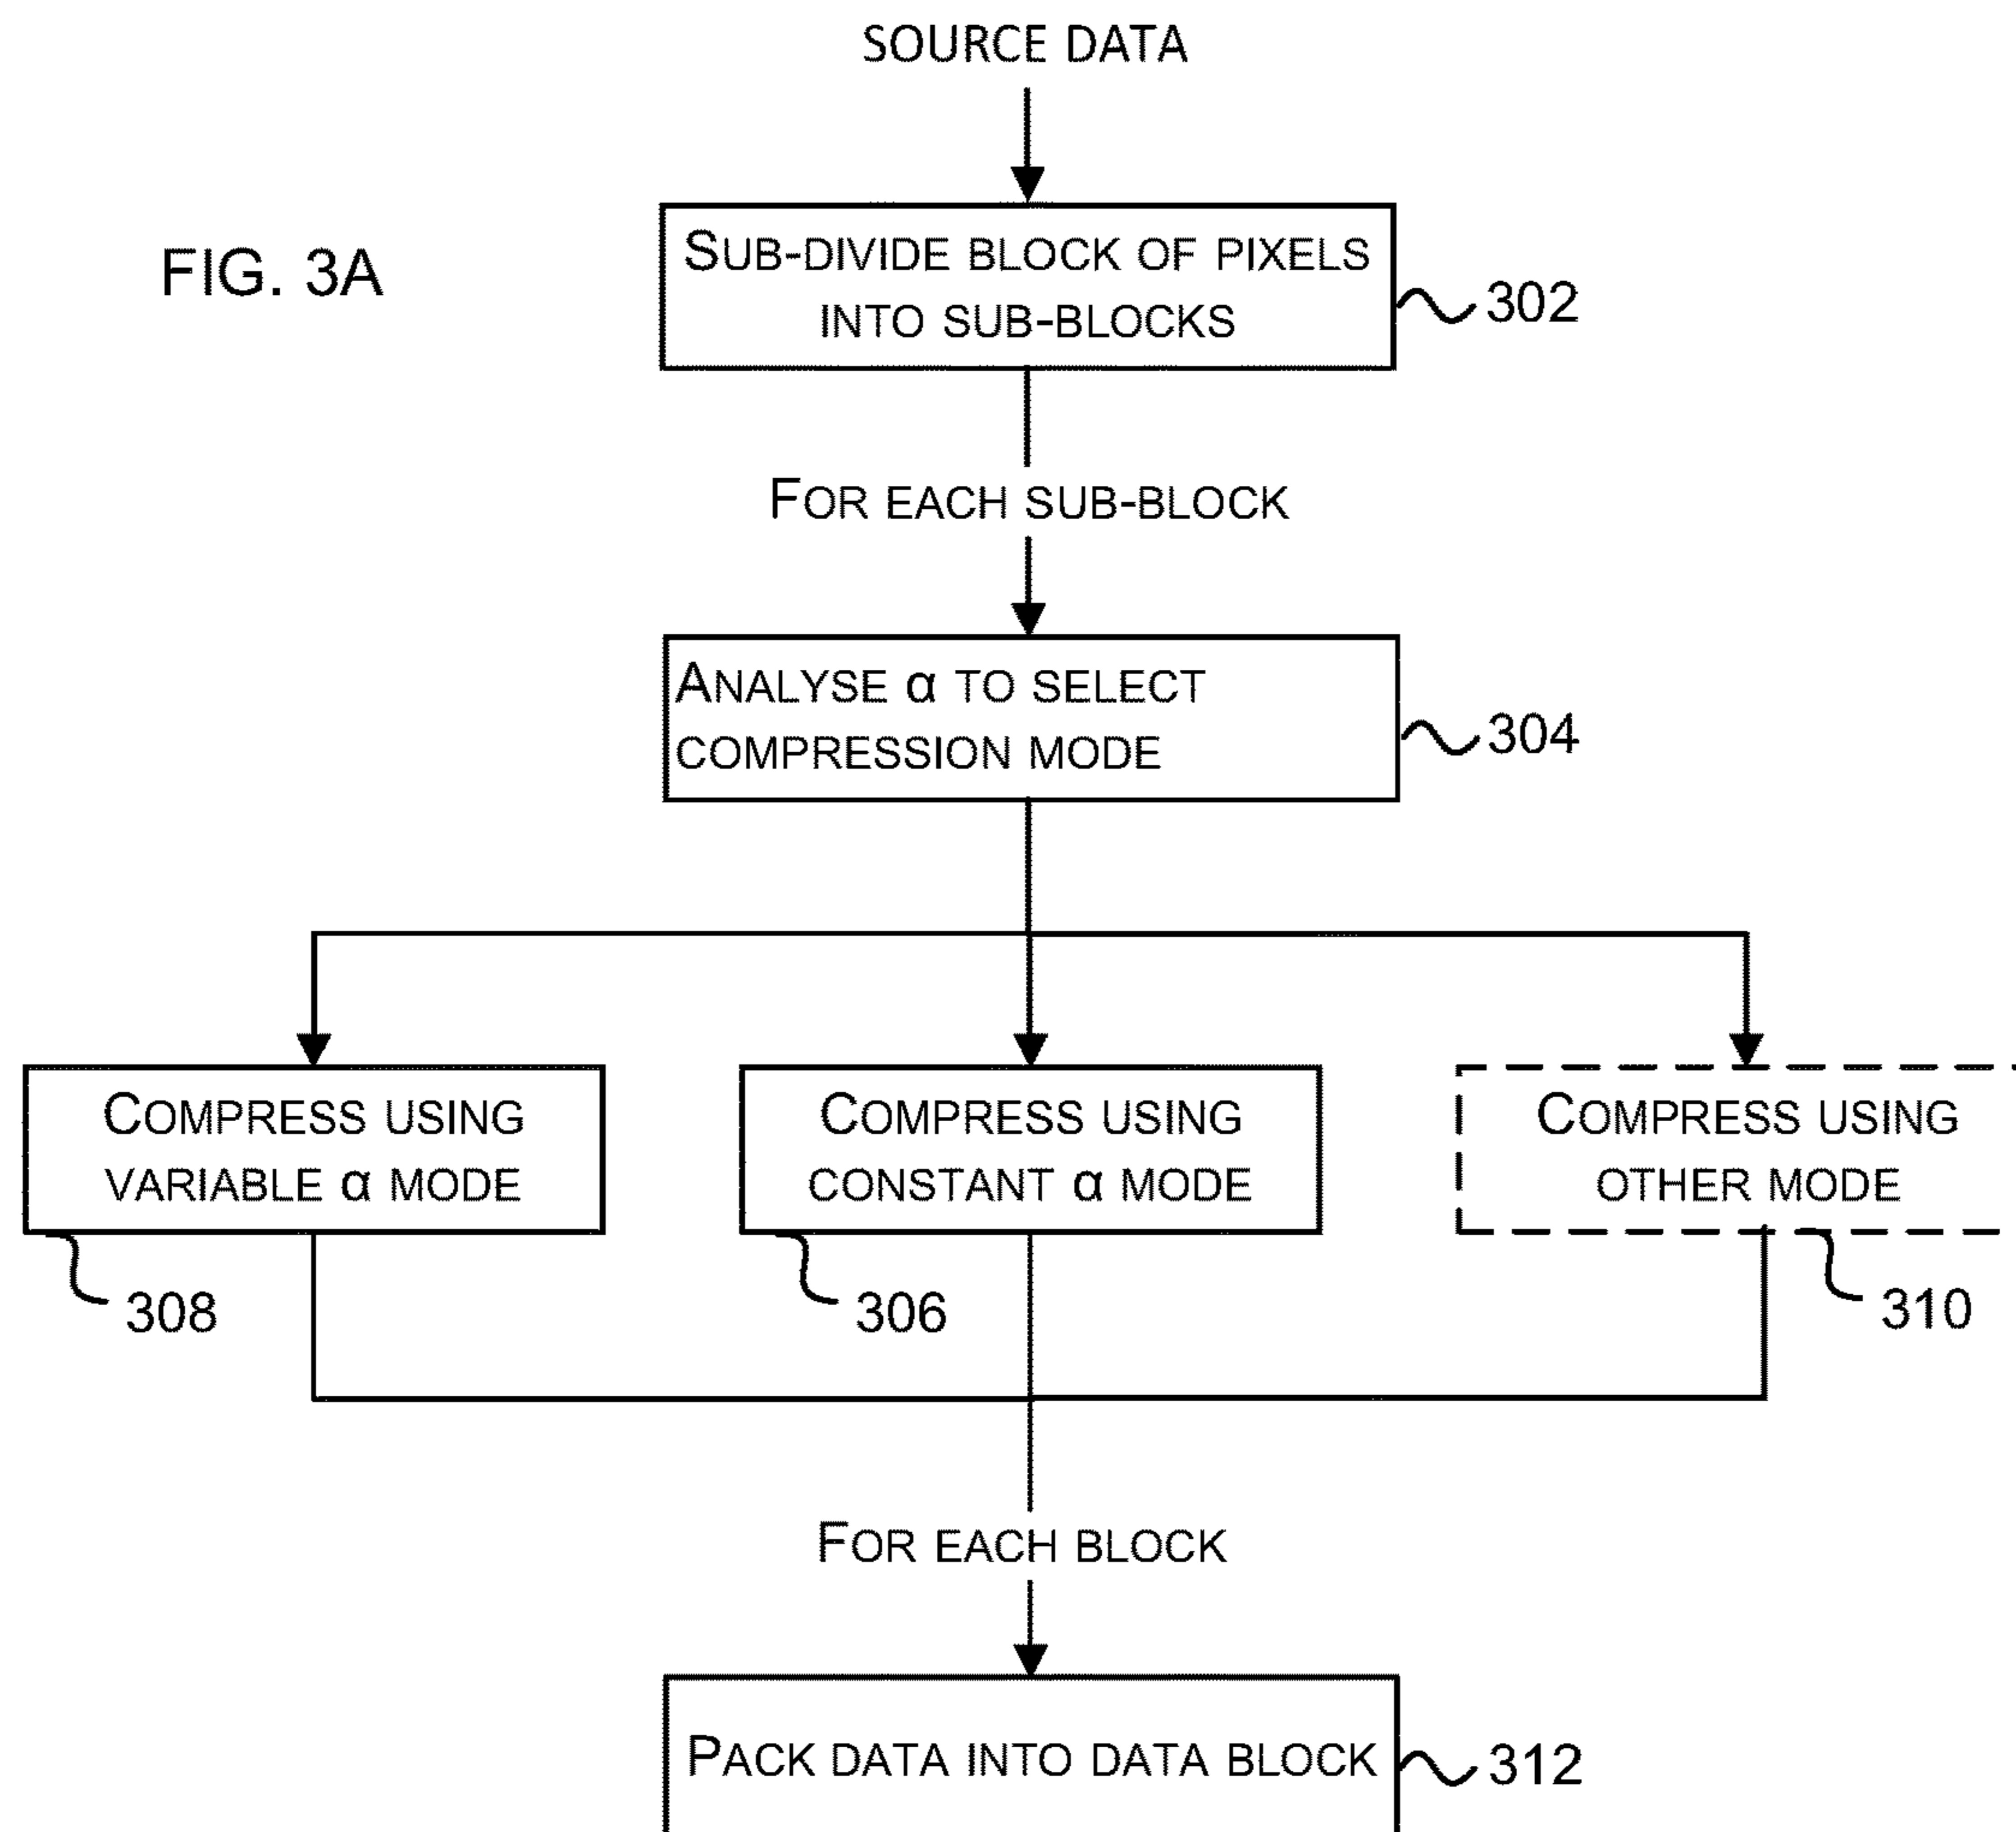 SOURCE DATA
FIG. 3A
SUB-DIVIDE BLOCK OF PIXELS
INTO SUB-BLOCKS
302
FOR EACH SUB-BLOCK
ANALYSE α TO SELECT
COMPRESSION MODE
304
COMPRESS USING
VARIABLE α MODE
308
COMPRESS USING
CONSTANT α MODE
306
COMPRESS USING
OTHER MODE
310
FOR EACH BLOCK
PACK DATA INTO DATA BLOCK
312